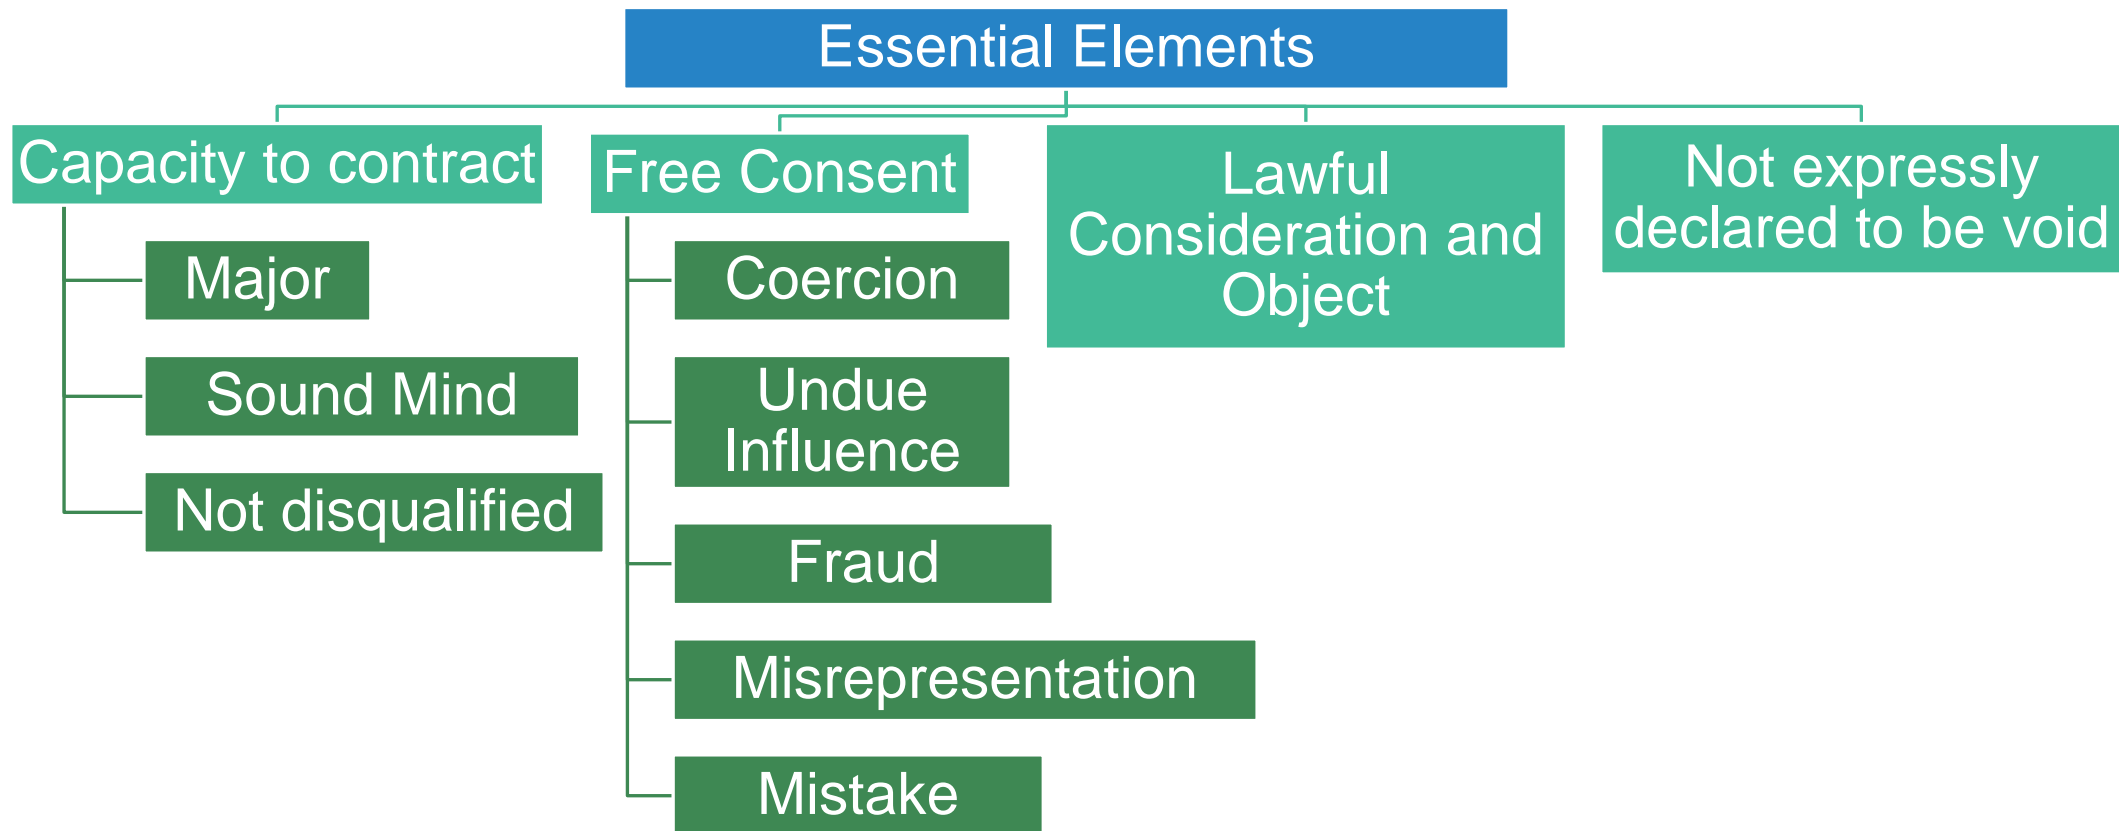 Essential Elements
Capacity to contract
Major
Sound Mind
Not disqualified
Free Consent
Coercion
Undue
Influence
Fraud
Misrepresentation
Mistake
Lawful
Consideration and
Object
Not expressly
declared to be void